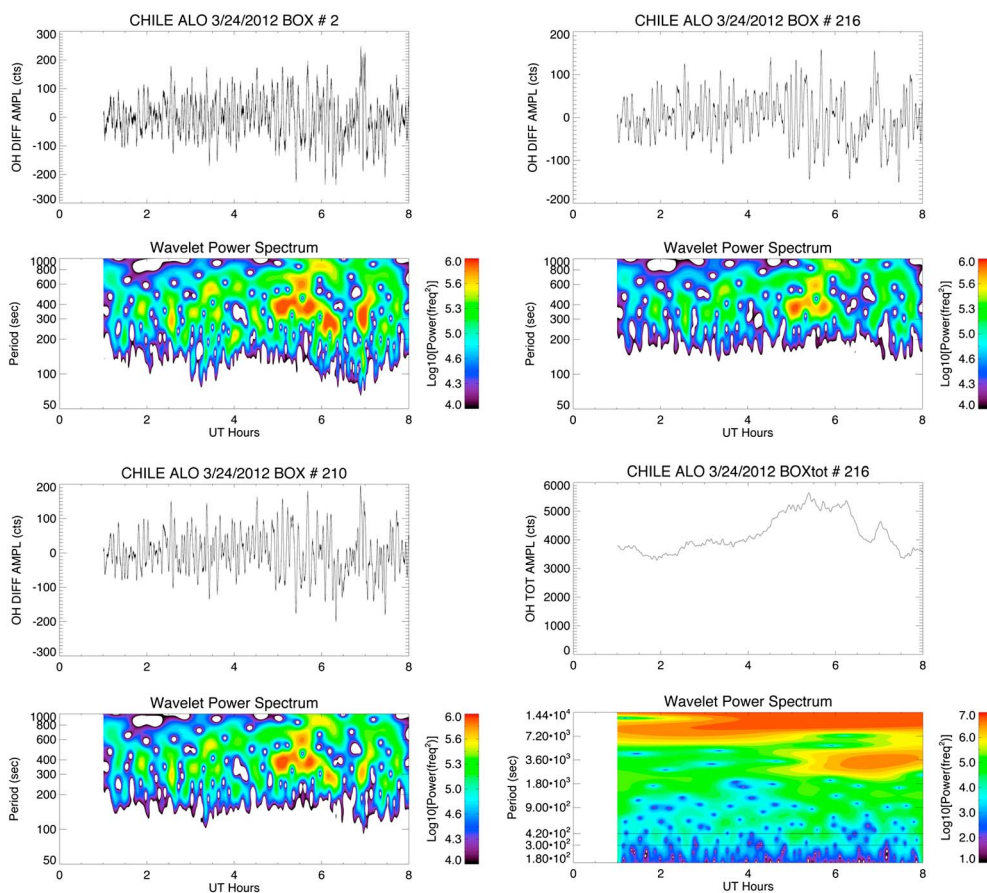 CHILE ALO 3/24/2012 BOX # 2
300
200
100
0
-100
-200
-300
OH DIFF AMPL (cts)
0 2 4 6 8
Wavelet Power Spectrum
1000
800
600
400
300
200
100
50
Period (sec)
0 2 4 6 8
UT Hours
6.0
5.6
5.3
5.0
4.6
4.3
4.0
Log10[Power(freq²)]
CHILE ALO 3/24/2012 BOX # 216
200
100
0
-100
-200
OH DIFF AMPL (cts)
0 2 4 6 8
Wavelet Power Spectrum
1000
800
600
400
300
200
100
50
Period (sec)
0 2 4 6 8
UT Hours
6.0
5.6
5.3
5.0
4.6
4.3
4.0
Log10[Power(freq²)]
CHILE ALO 3/24/2012 BOX # 210
200
100
0
-100
-200
-300
OH DIFF AMPL (cts)
0 2 4 6 8
Wavelet Power Spectrum
1000
800
600
400
300
200
100
50
Period (sec)
0 2 4 6 8
UT Hours
6.0
5.6
5.3
5.0
4.6
4.3
4.0
Log10[Power(freq²)]
CHILE ALO 3/24/2012 BOXtot # 216
6000
5000
4000
3000
2000
1000
0
OH TOT AMPL (cts)
0 2 4 6 8
Wavelet Power Spectrum
1.44•10⁴
7.20•10³
3.60•10³
1.80•10³
9.00•10²
4.20•10²
3.00•10²
1.80•10²
Period (sec)
0 2 4 6 8
UT Hours
7.0
6.0
5.0
4.0
3.0
2.0
1.0
Log10[Power(freq²)]